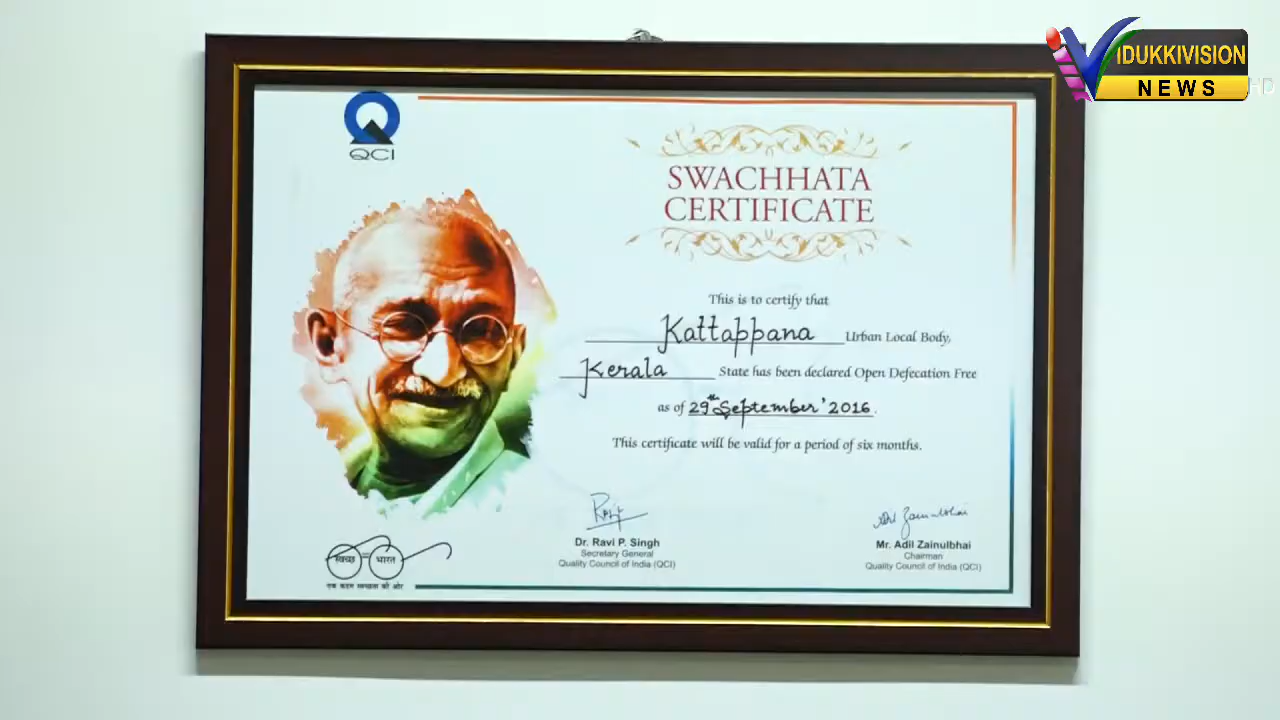 IDUKKIVISION
NEWS
HD
QCI
SWACHHATA
CERTIFICATE
This is to certify that
Kattappana Urban Local Body,
Kerala State has been declared Open Defecation Free
as of 29th September '2016.
This certificate will be valid for a period of six months.
Dr. Ravi P. Singh
Secretary General
Quality Council of India (QCI)
Adil Zainulbhai
Mr. Adil Zainulbhai
Chairman
Quality Council of India (QCI)
स्वच्छ भारत
एक कदम स्वच्छता की ओर